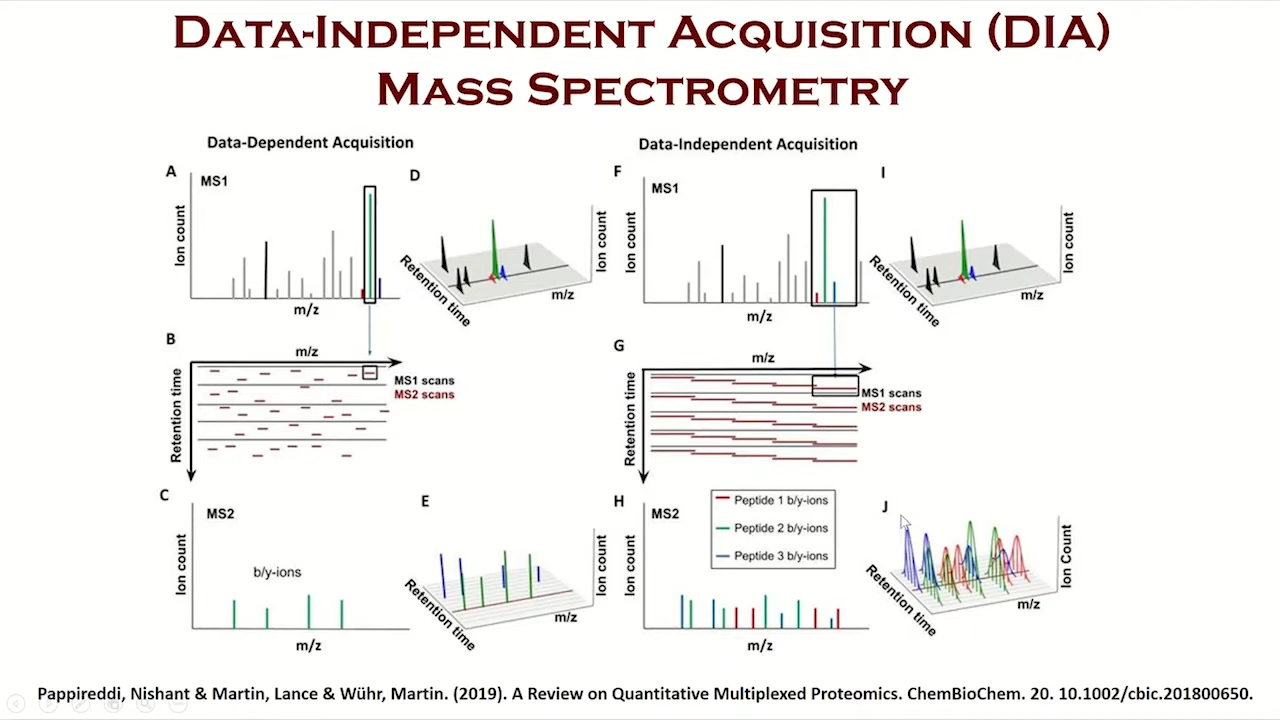 DATA-INDEPENDENT ACQUISITION (DIA)
MASS SPECTROMETRY
Data-Dependent Acquisition
A
MS1
Ion count
m/z
D
Ion count
Retention time
m/z
B
m/z
Retention time
MS1 scans
MS2 scans
C
MS2
Ion count
b/y-ions
m/z
E
Ion count
Retention time
m/z
Data-Independent Acquisition
F
MS1
Ion count
m/z
I
Ion count
Retention time
m/z
G
m/z
Retention time
MS1 scans
MS2 scans
H
MS2
Ion count
Peptide 1 b/y-ions
Peptide 2 b/y-ions
Peptide 3 b/y-ions
m/z
J
Ion Count
Retention time
m/z
Pappireddi, Nishant & Martin, Lance & Wühr, Martin. (2019). A Review on Quantitative Multiplexed Proteomics. ChemBioChem. 20. 10.1002/cbic.201800650.